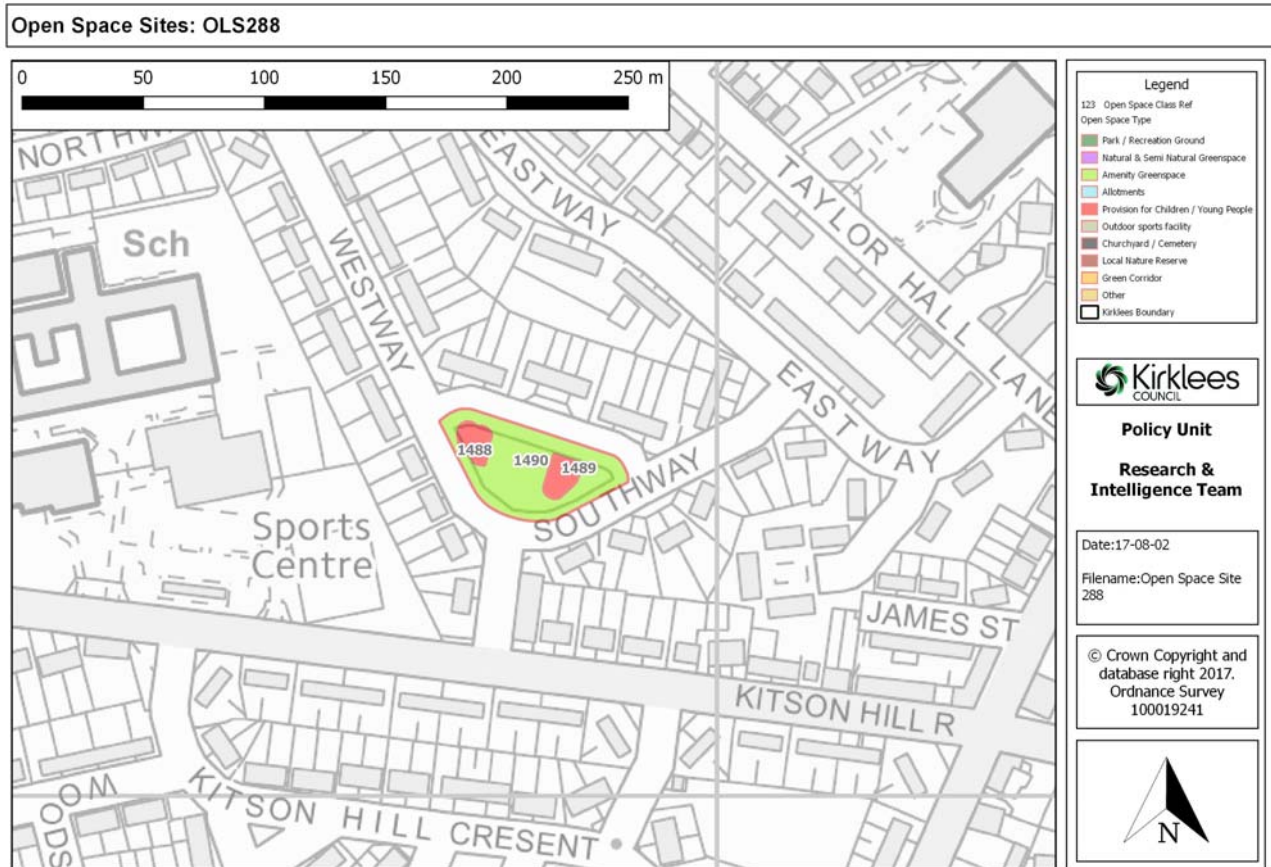 Open Space Sites: OLS288
0 50 100 150 200 250 m
NORTHW
EASTWAY
TAYLOR HALL LANE
Sch
WESTWAY
EASTWAY
1488
1490
1489
SOUTHWAY
Sports
Centre
JAMES ST
KITSON HILL R
KITSON HILL CRESENT
WOODS
Legend
123 Open Space Class Ref
Open Space Type
Park / Recreation Ground
Natural & Semi Natural Greenspace
Amenity Greenspace
Allotments
Provision for Children / Young People
Outdoor sports facility
Churchyard / Cemetery
Local Nature Reserve
Green Corridor
Other
Kirklees Boundary
Kirklees
COUNCIL
Policy Unit
Research &
Intelligence Team
Date:17-08-02
Filename:Open Space Site
288
© Crown Copyright and
database right 2017.
Ordnance Survey
100019241
N